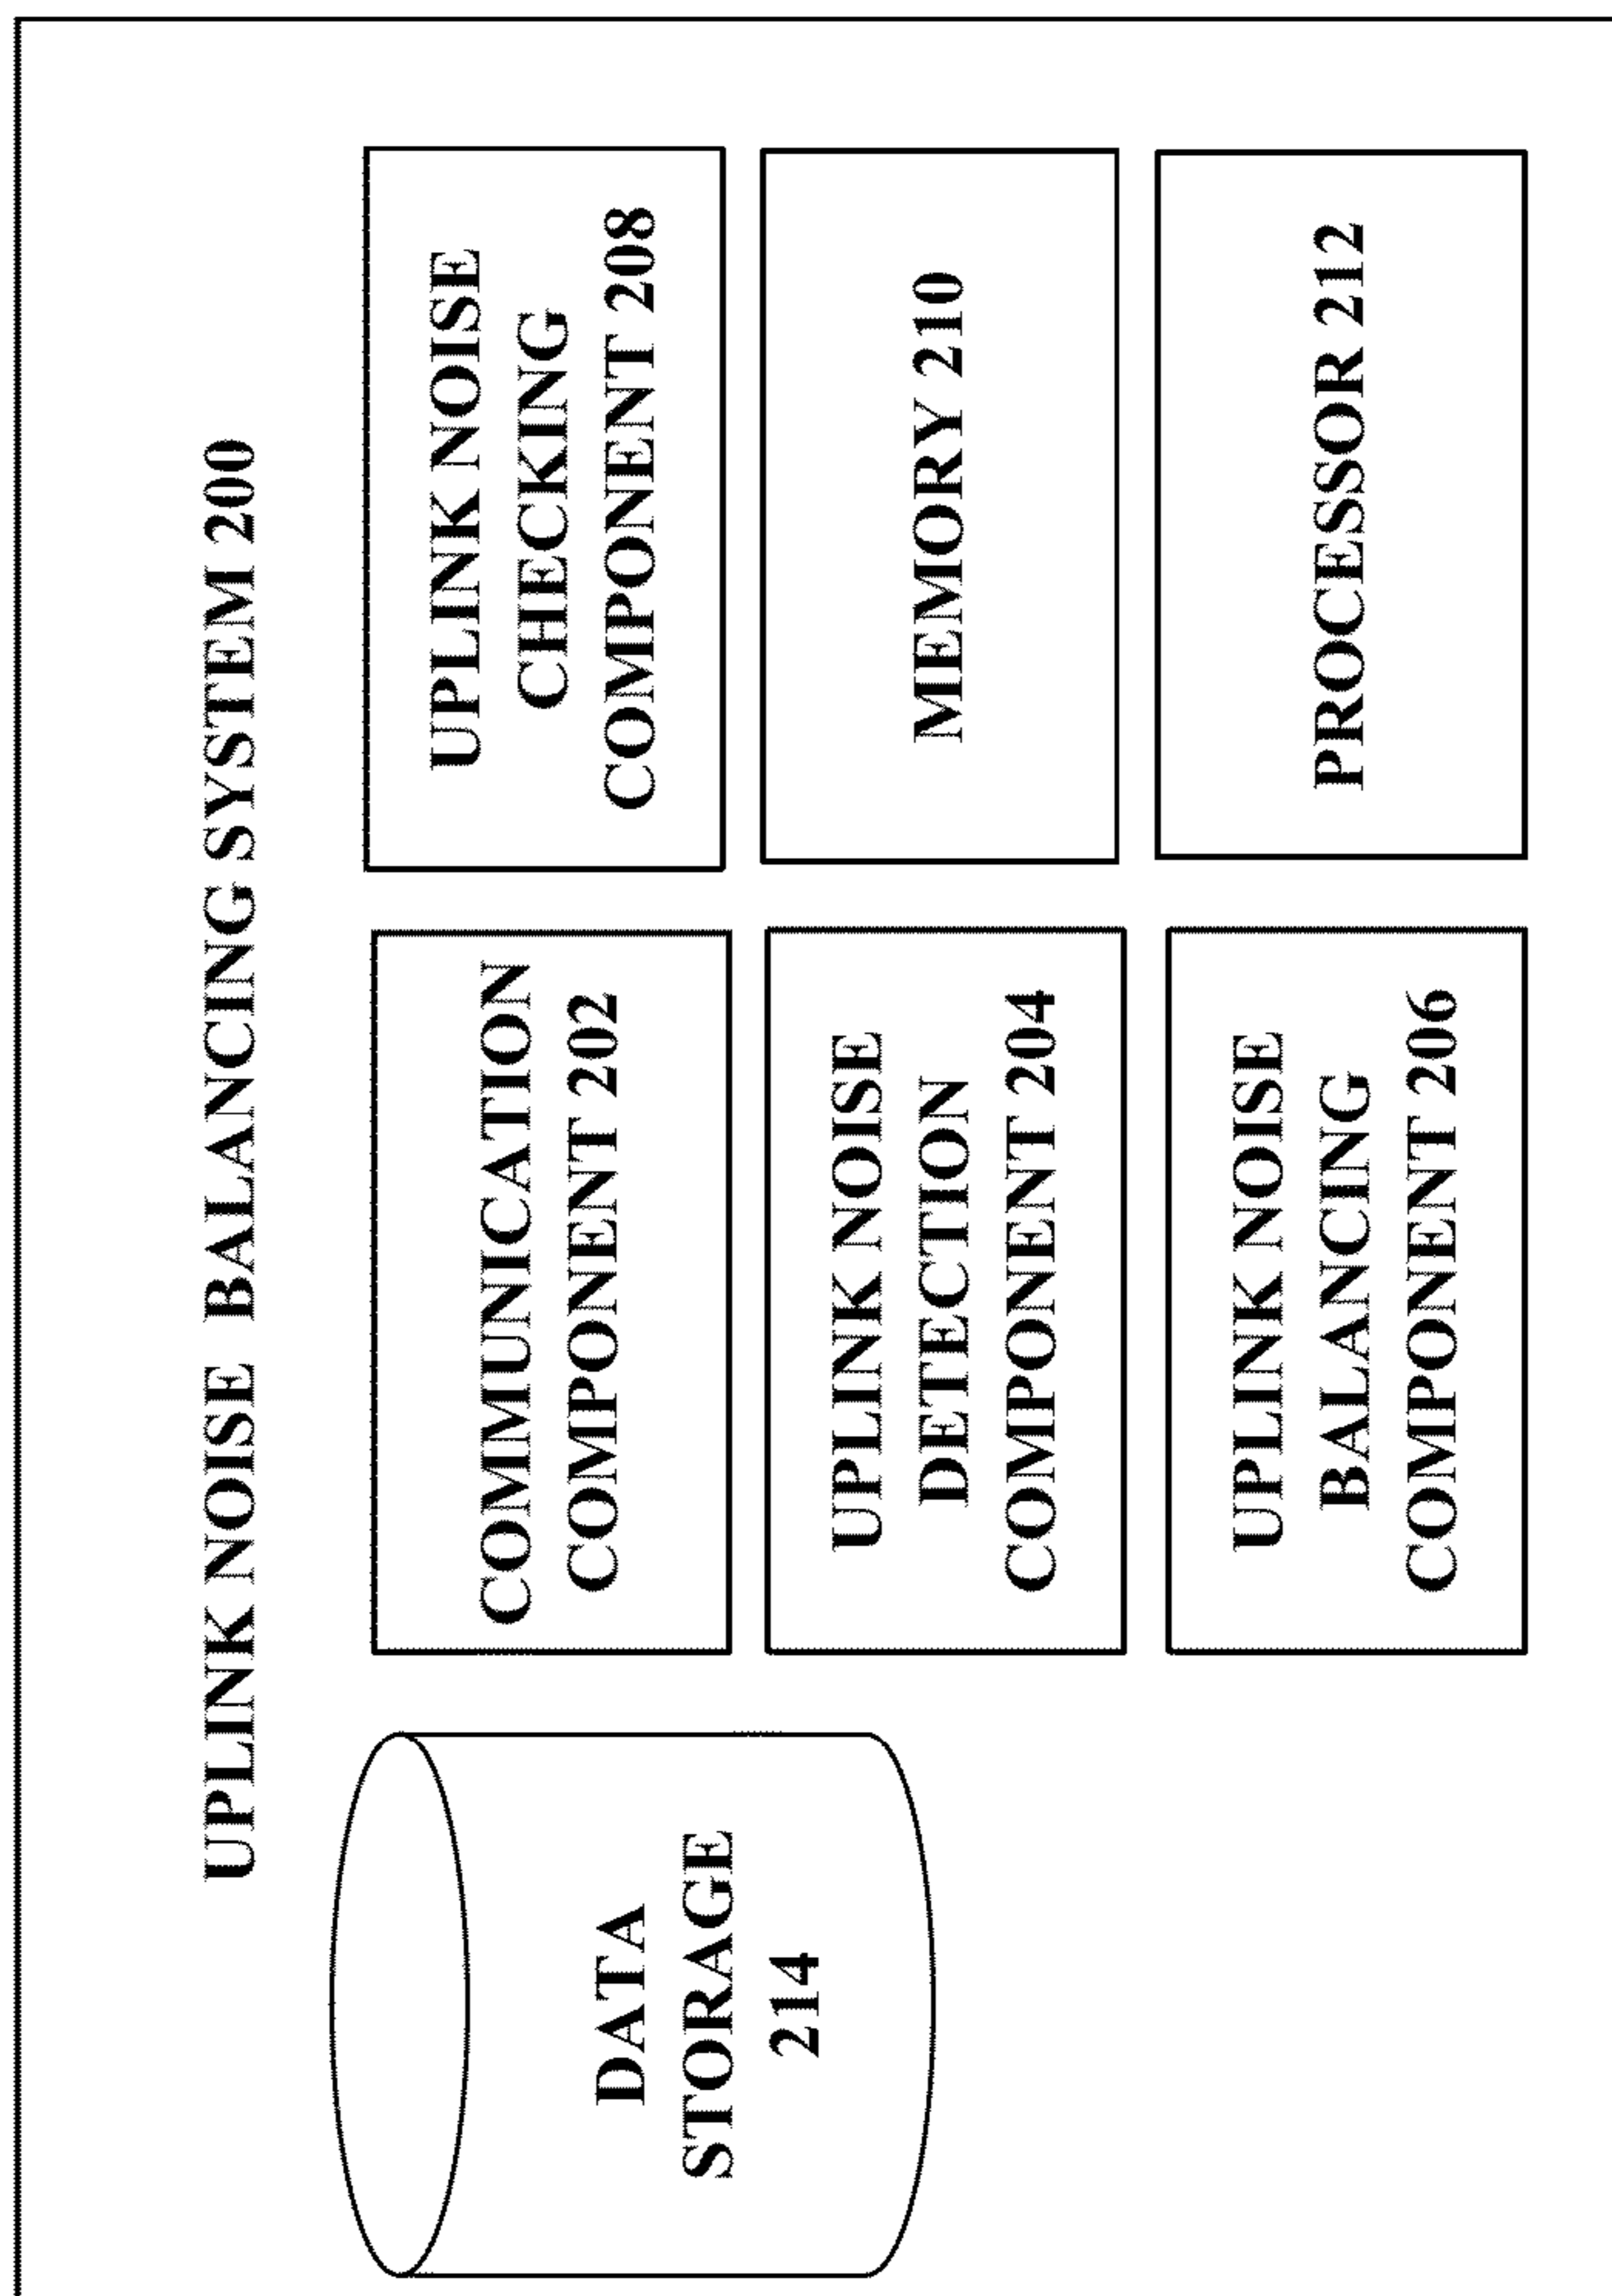 UPLINK NOISE BALANCING SYSTEM 200
DATA
STORAGE
214
COMMUNICATION
COMPONENT 202
UPLINK NOISE
DETECTION
COMPONENT 204
UPLINK NOISE
BALANCING
COMPONENT 206
UPLINK NOISE
CHECKING
COMPONENT 208
MEMORY 210
PROCESSOR 212